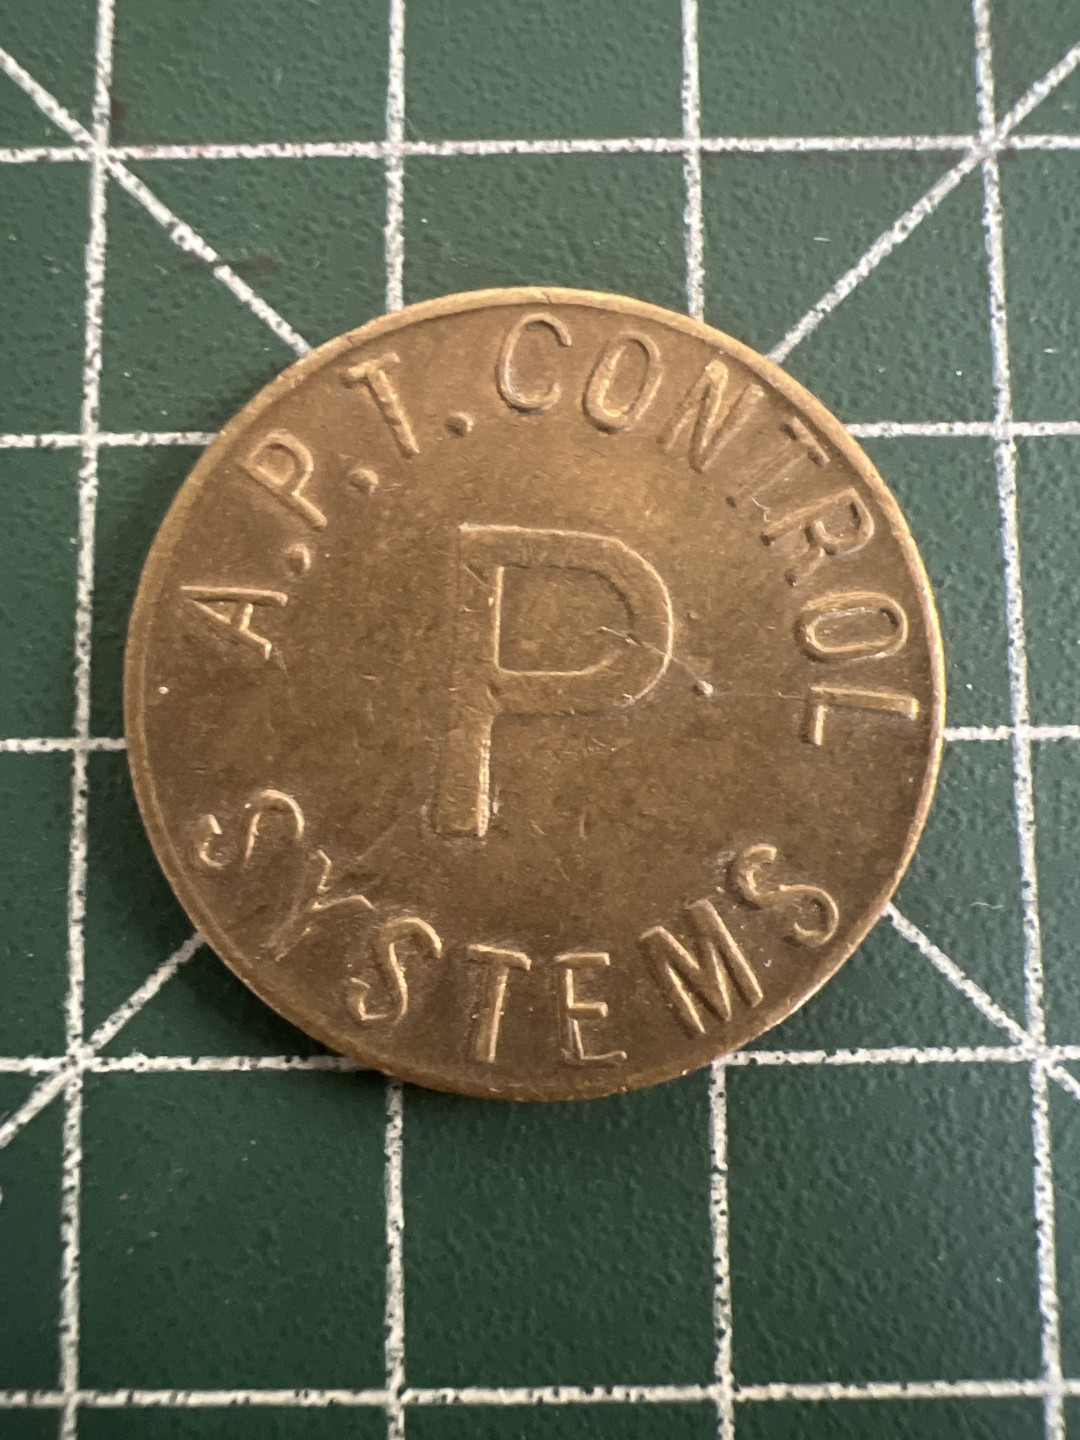 A.P.T. CONTROL
P
SYSTEMS